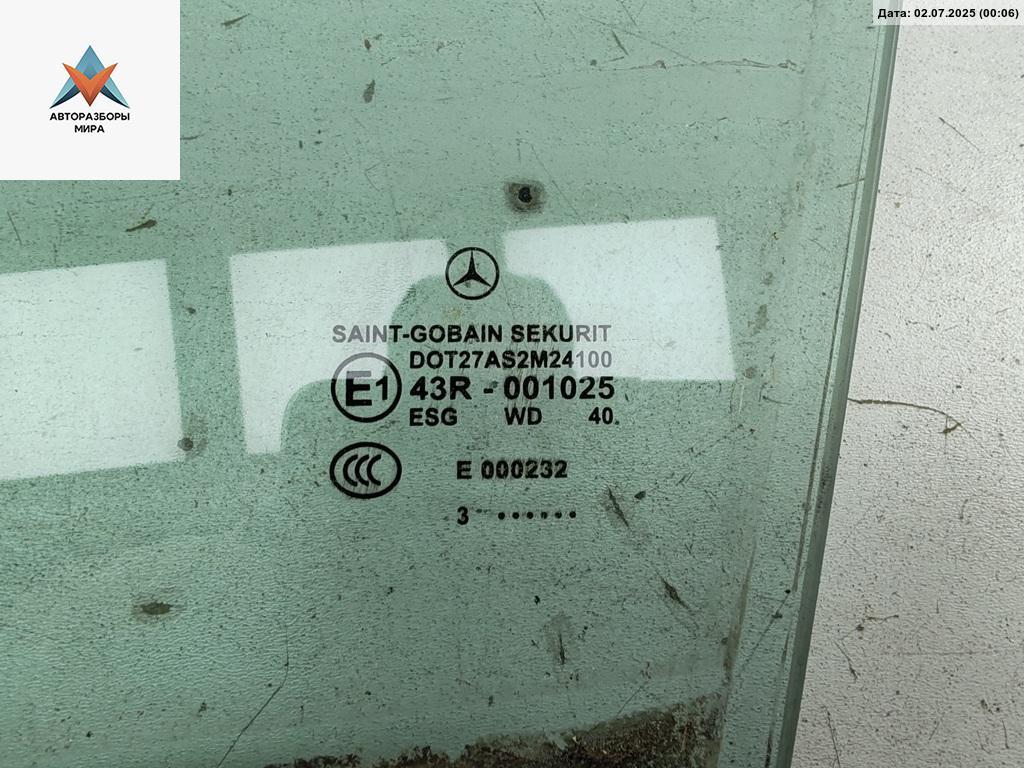 Дата: 02.07.2025 (00:06)
АВТОРАЗБОРЫ
МИРА
SAINT-GOBAIN SEKURIT
DOT27AS2M24100
E1 43R - 001025
ESG WD 40.
CCC E 000232
3 ······